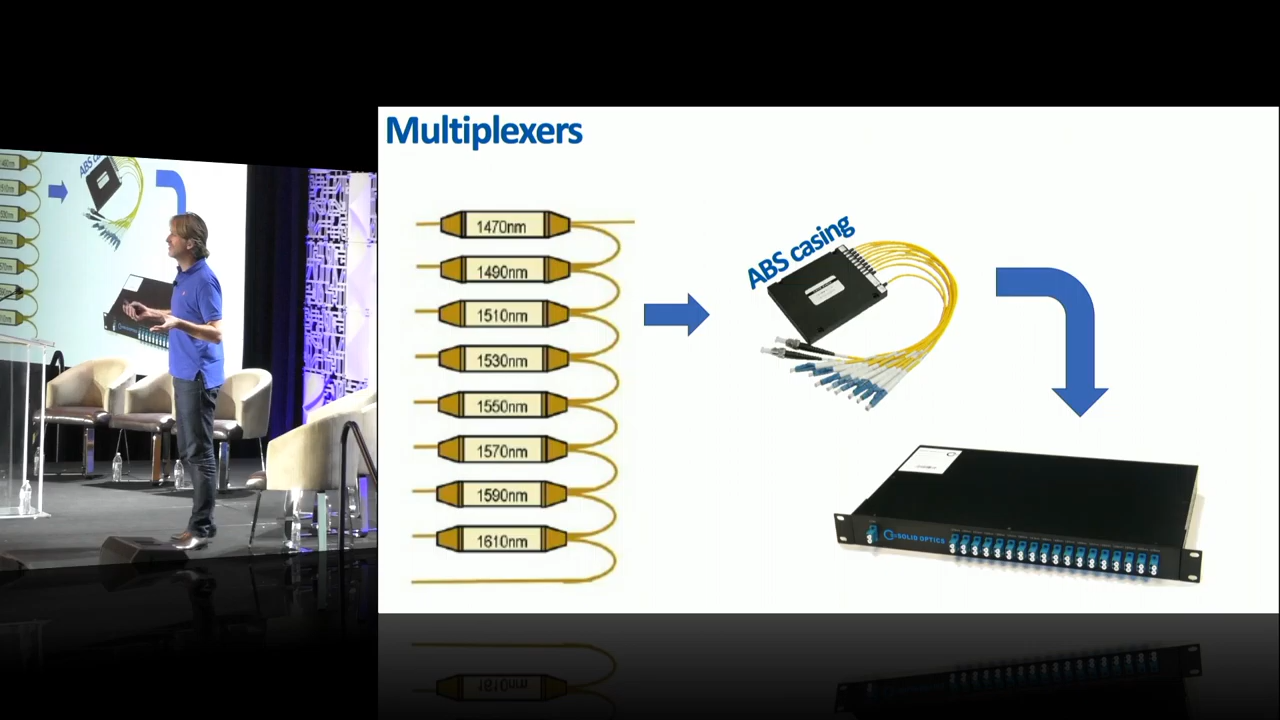 Multiplexers
1470nm
1490nm
1510nm
1530nm
1550nm
1570nm
1590nm
1610nm
ABS casing
SOLID OPTICS